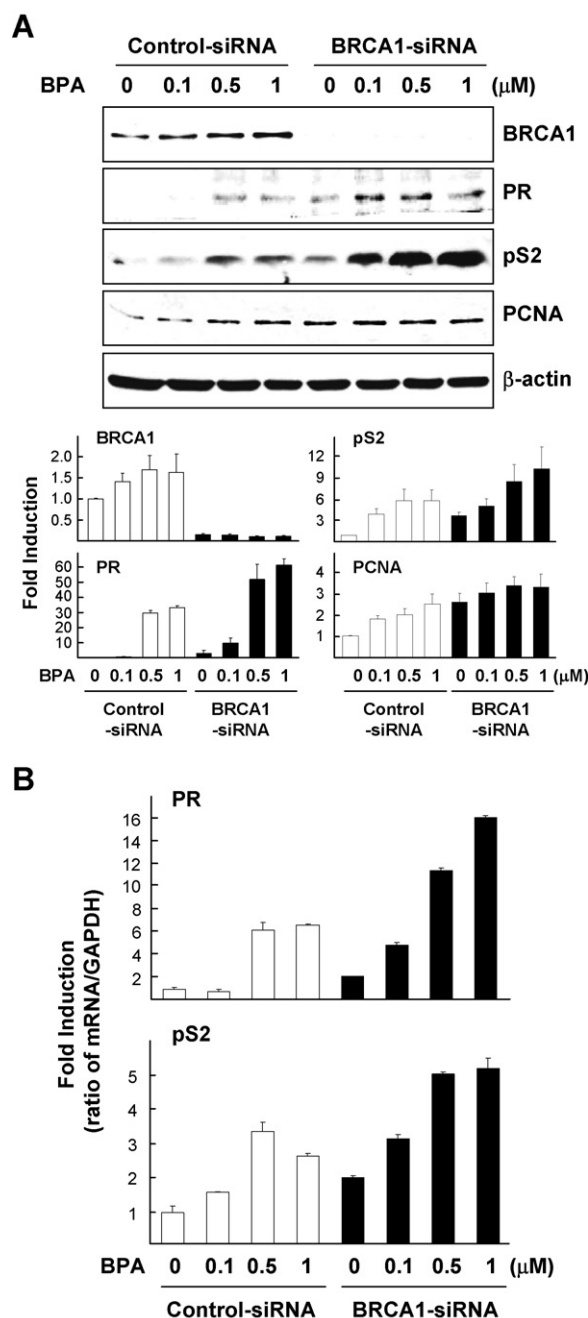 A
Control-siRNA BRCA1-siRNA
BPA 0 0.1 0.5 1 0 0.1 0.5 1 (μM)
BRCA1
PR
pS2
PCNA
β-actin
Fold Induction
BRCA1
2.0
1.5
1.0
0.5
pS2
12
9
6
3
PR
60
50
40
30
20
10
PCNA
4
3
2
1
BPA 0 0.1 0.5 1 0 0.1 0.5 1
0 0.1 0.5 1 0 0.1 0.5 1 (μM)
Control
-siRNA
BRCA1
-siRNA
Control
-siRNA
BRCA1
-siRNA
B
Fold Induction
(ratio of mRNA/GAPDH)
PR
16
14
12
8
6
4
2
pS2
5
4
3
2
1
BPA 0 0.1 0.5 1 0 0.1 0.5 1 (μM)
Control-siRNA BRCA1-siRNA